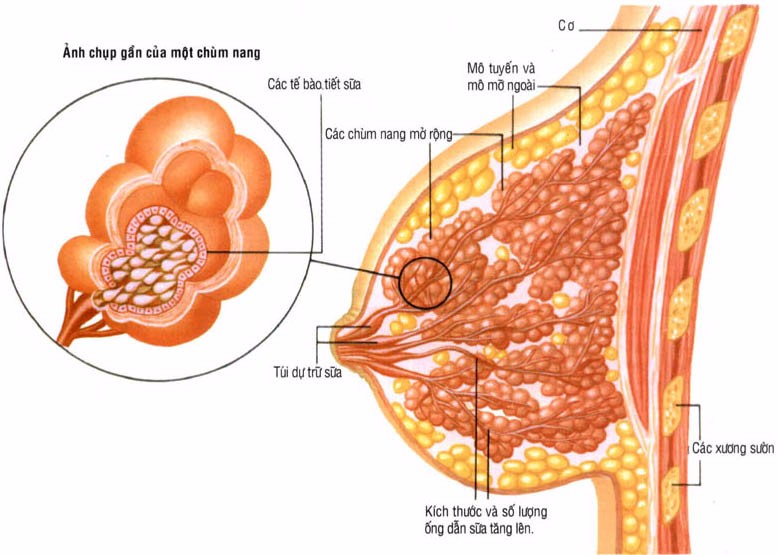 Ảnh chụp gần của một chùm nang
Các tế bào tiết sữa
Cơ
Mô tuyến và
mô mỡ ngoài
Các chùm nang mở rộng
Túi dự trữ sữa
Các xương sườn
Kích thước và số lượng
ống dẫn sữa tăng lên.